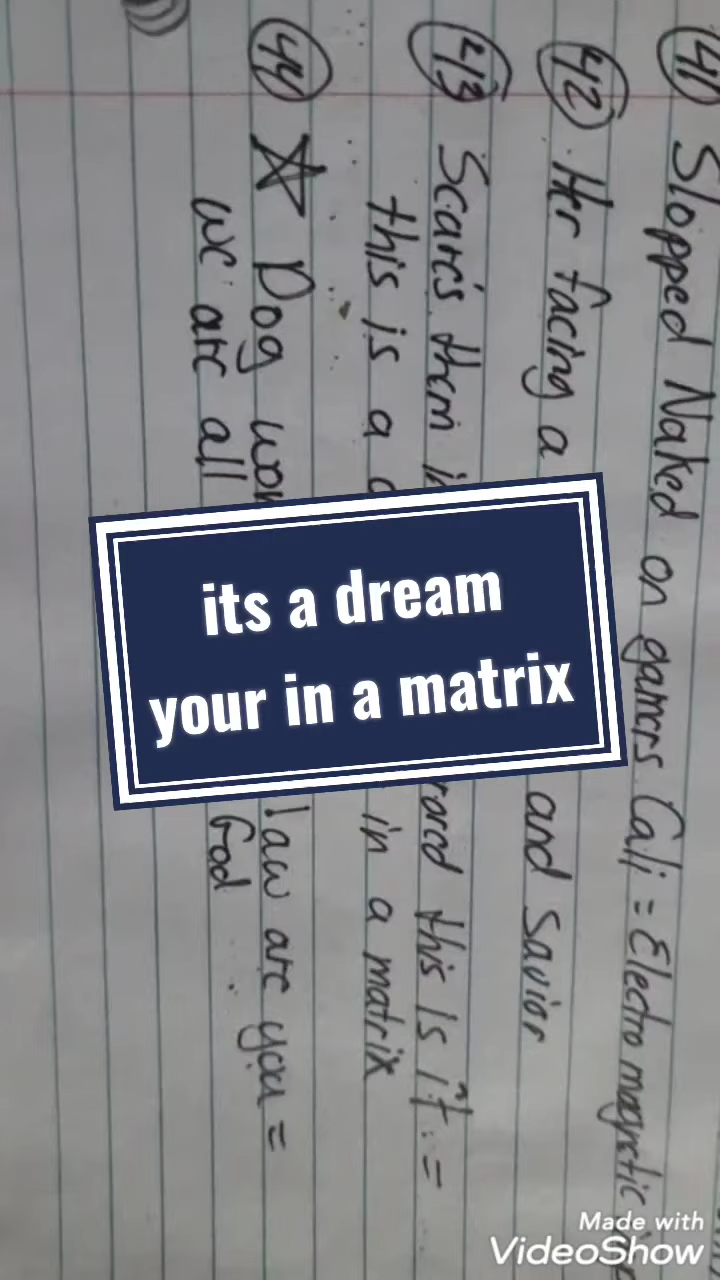 41 Slopped Naked on gamers Cali = Electro magnetic
42 Her facing a and Savior
43 Scares them this is it =
this is a in a matrix
44 Dog law are you =
we are all God
its a dream
your in a matrix
Made with
VideoShow